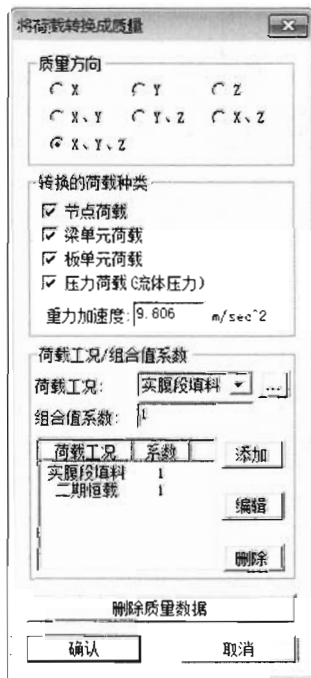 将荷载转换成质量
质量方向
X Y Z
X、Y Y、Z X、Z
X、Y、Z
转换的荷载种类
节点荷载
梁单元荷载
板单元荷载
压力荷载(流体压力)
重力加速度: 9.806 m/sec^2
荷载工况/组合值系数
荷载工况: 实腹段填料 ...
组合值系数: 1
荷载工况 系数 添加
实腹段填料 1
二期恒载 1
编辑
删除
删除质量数据
确认 取消